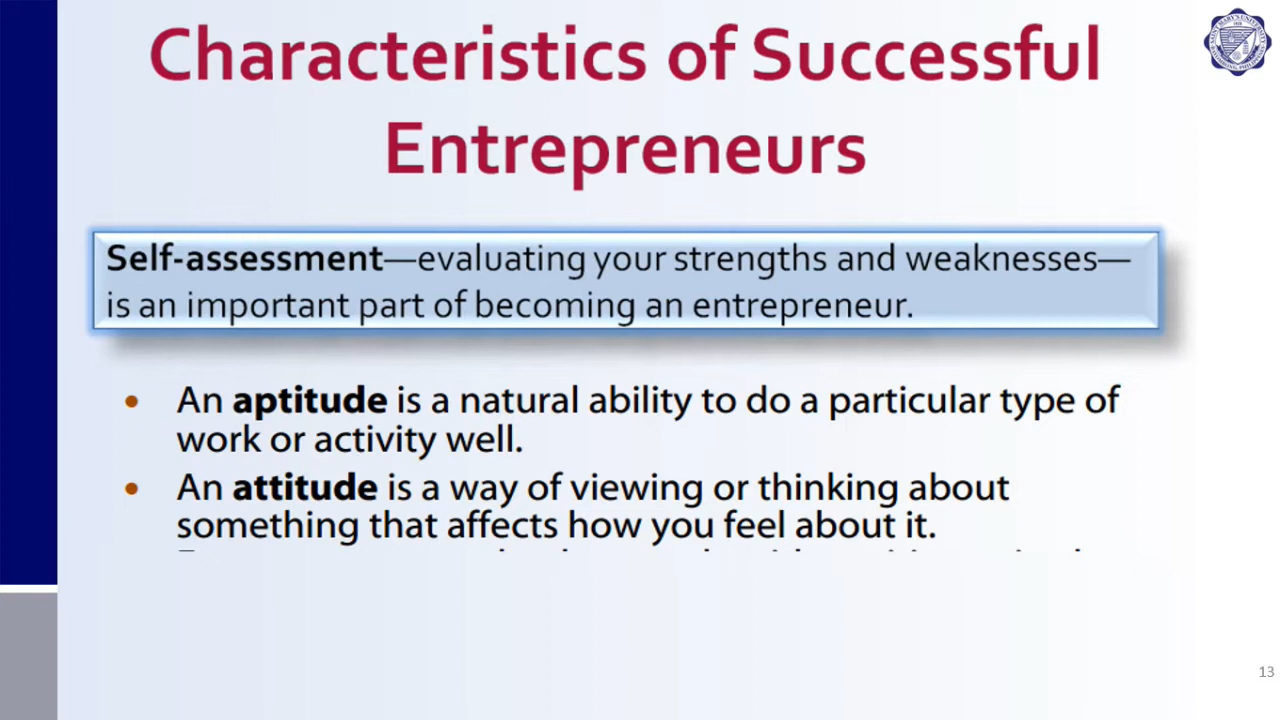 Characteristics of Successful
Entrepreneurs
Self-assessment—evaluating your strengths and weaknesses—
is an important part of becoming an entrepreneur.
• An aptitude is a natural ability to do a particular type of
work or activity well.
• An attitude is a way of viewing or thinking about
something that affects how you feel about it.
13